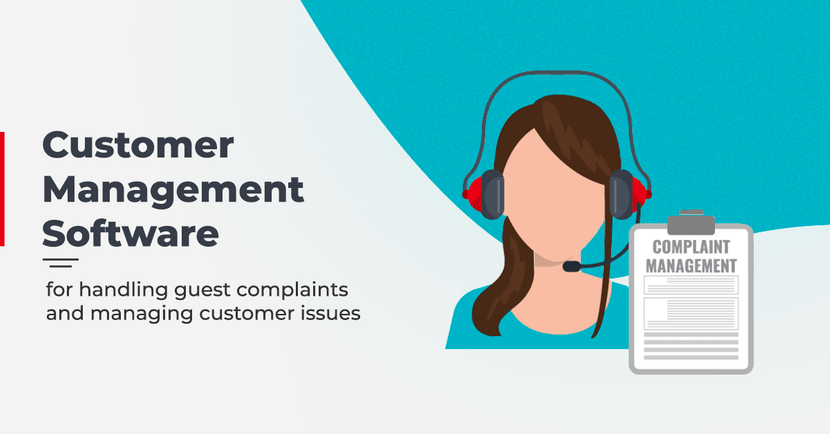 Customer
Management
Software
for handling guest complaints
and managing customer issues
COMPLAINT
MANAGEMENT